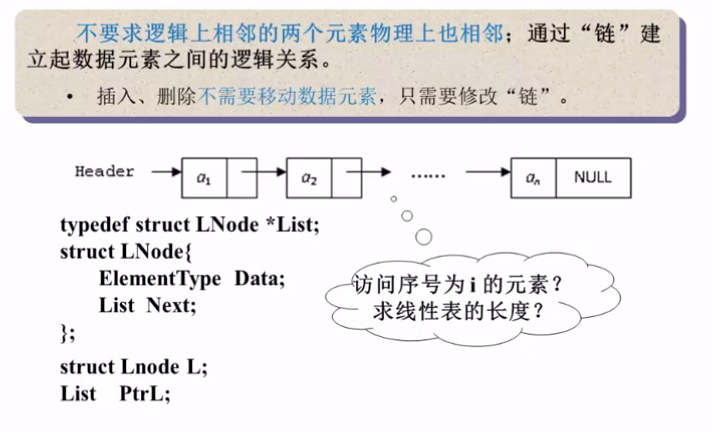 不要求逻辑上相邻的两个元素物理上也相邻；通过“链”建
立起数据元素之间的逻辑关系。
• 插入、删除不需要移动数据元素，只需要修改“链”。
Header a1 a2 …… an NULL
typedef struct LNode *List;
struct LNode{
ElementType Data;
List Next;
};
struct Lnode L;
List PtrL;
访问序号为 i 的元素？
求线性表的长度？